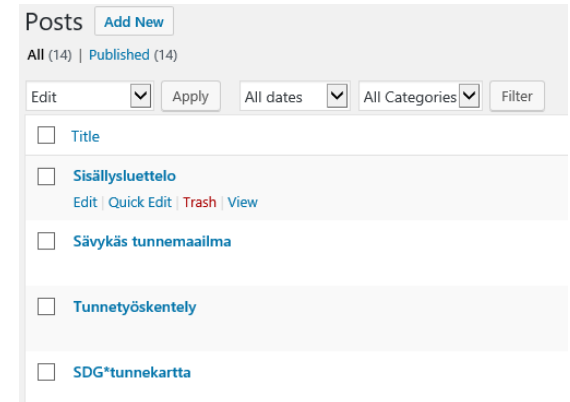 Posts Add New
All (14) | Published (14)
Edit Apply All dates All Categories Filter
Title
Sisällysluettelo
Edit | Quick Edit | Trash | View
Sävykäs tunnemaailma
Tunnetyöskentely
SDG*tunnekartta